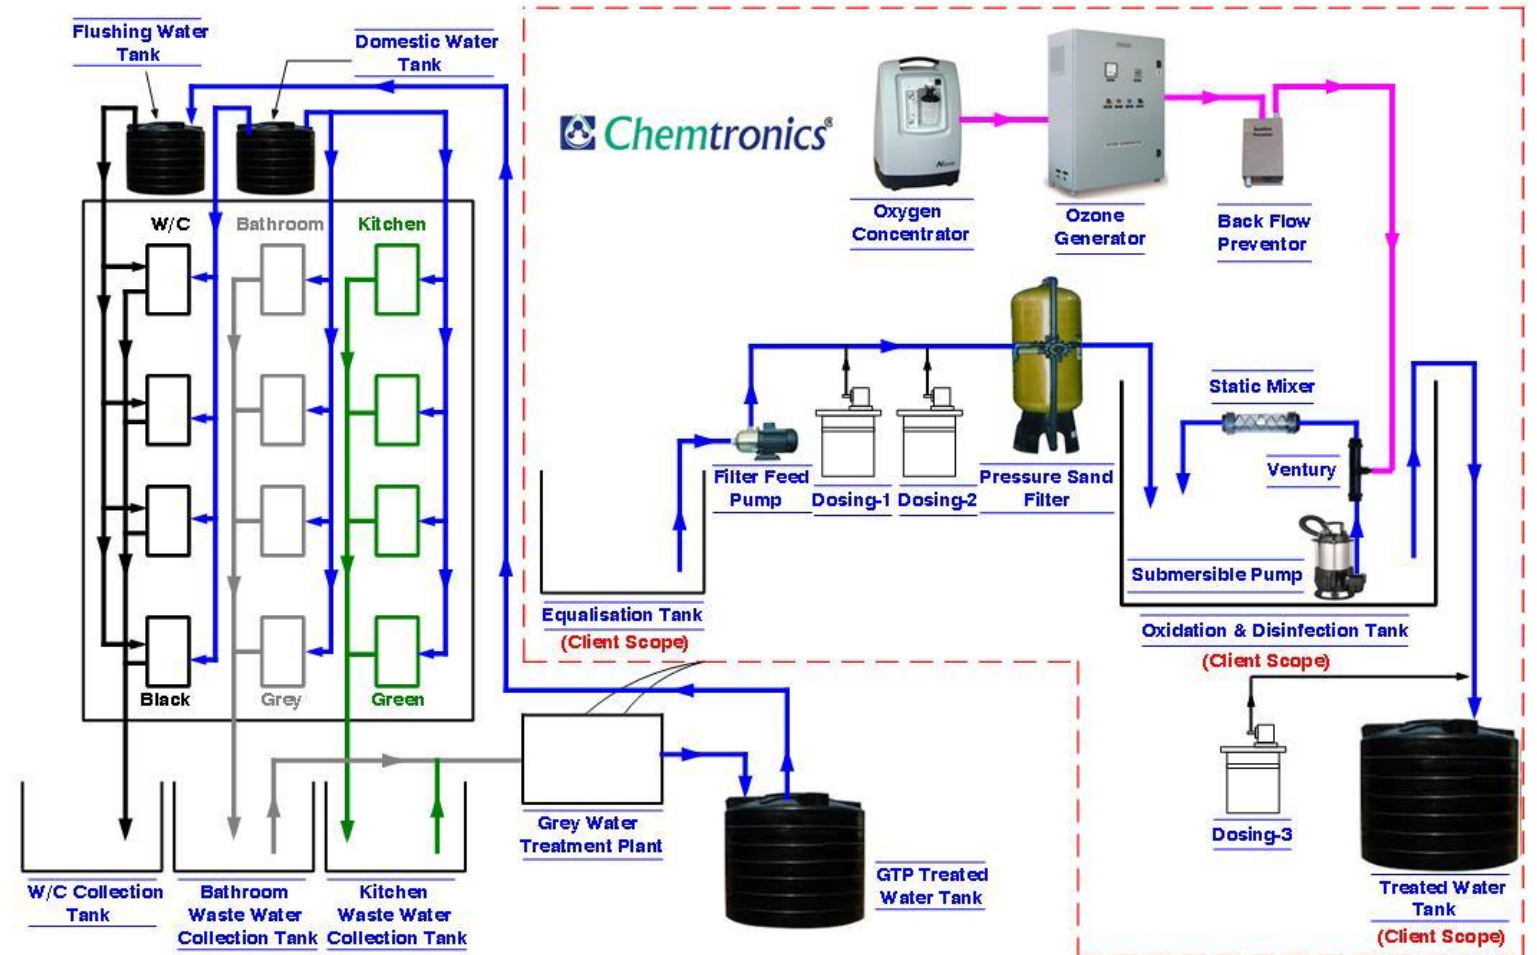 Flushing Water
Tank
Domestic Water
Tank
Chemtronics®
Oxygen
Concentrator
Ozone
Generator
Back Flow
Preventor
W/C
Bathroom
Kitchen
Static Mixer
Ventury
Filter Feed
Pump
Dosing-1
Dosing-2
Pressure Sand
Filter
Submersible Pump
Equalisation Tank
(Client Scope)
Oxidation & Disinfection Tank
(Client Scope)
Black
Grey
Green
Grey Water
Treatment Plant
Dosing-3
GTP Treated
Water Tank
Treated Water
Tank
(Client Scope)
W/C Collection
Tank
Bathroom
Waste Water
Collection Tank
Kitchen
Waste Water
Collection Tank